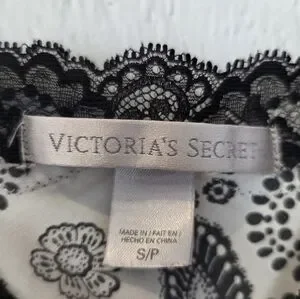 VICTORIA'S SECRET
MADE IN / FAIT EN /
HECHO EN CHINA
S/P